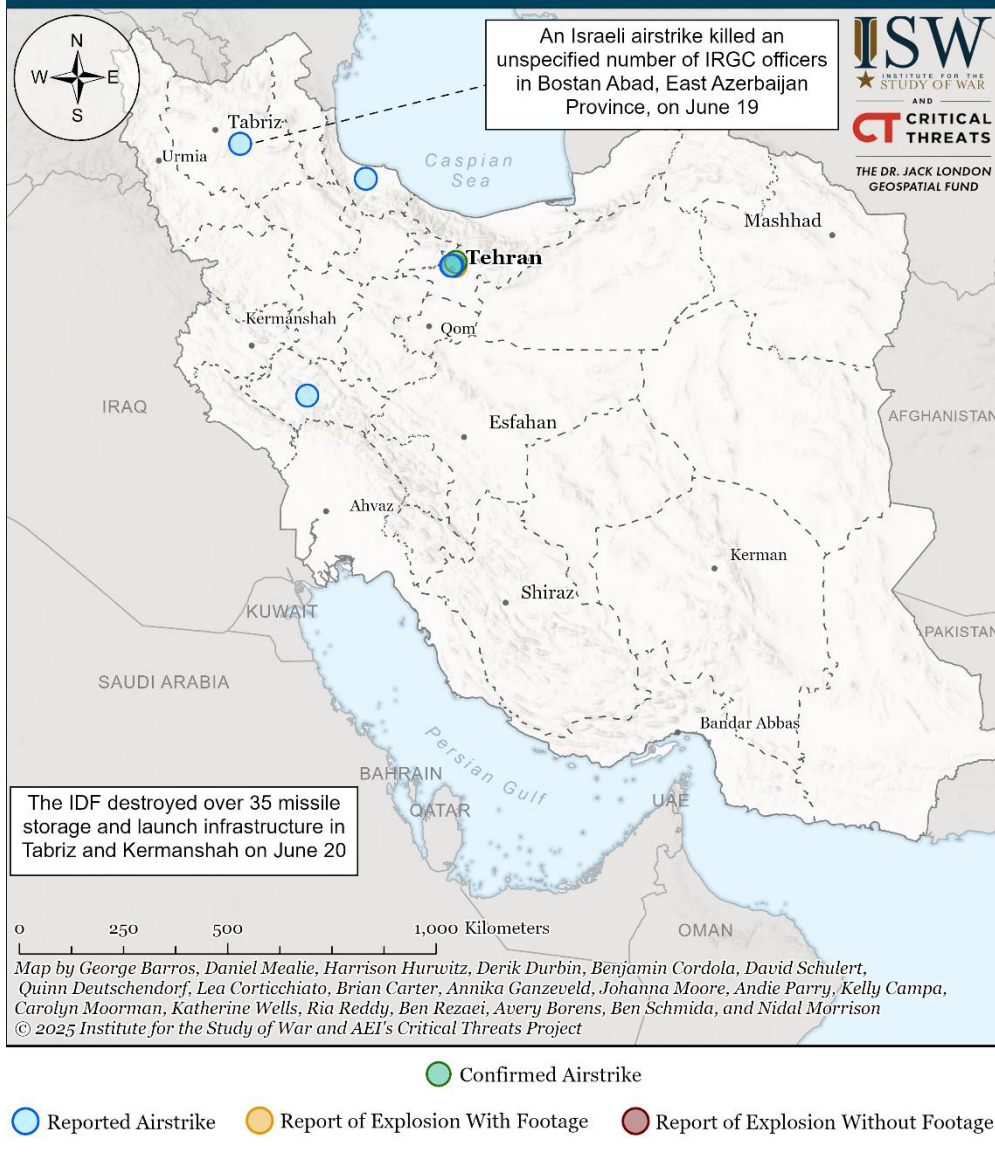 N
W
E
S
An Israeli airstrike killed an
unspecified number of IRGC officers
in Bostan Abad, East Azerbaijan
Province, on June 19
ISW
INSTITUTE FOR THE
STUDY OF WAR
AND
CT CRITICAL
THREATS
THE DR. JACK LONDON
GEOSPATIAL FUND
Tabriz
Urmia
Caspian
Sea
Mashhad
Tehran
Kermanshah
Qom
IRAQ
Esfahan
AFGHANISTAN
Ahvaz
Kerman
KUWAIT
Shiraz
PAKISTAN
SAUDI ARABIA
Bandar Abbas
Persian Gulf
BAHRAIN
QATAR
UAE
The IDF destroyed over 35 missile
storage and launch infrastructure in
Tabriz and Kermanshah on June 20
OMAN
0 250 500 1,000 Kilometers
Map by George Barros, Daniel Mealie, Harrison Hurwitz, Derik Durbin, Benjamin Cordola, David Schulert,
Quinn Deutschendorf, Lea Corticchiato, Brian Carter, Annika Ganzeveld, Johanna Moore, Andie Parry, Kelly Campa,
Carolyn Moorman, Katherine Wells, Ria Reddy, Ben Rezaei, Avery Borens, Ben Schmida, and Nidal Morrison
© 2025 Institute for the Study of War and AEI's Critical Threats Project
Confirmed Airstrike
Reported Airstrike
Report of Explosion With Footage
Report of Explosion Without Footage